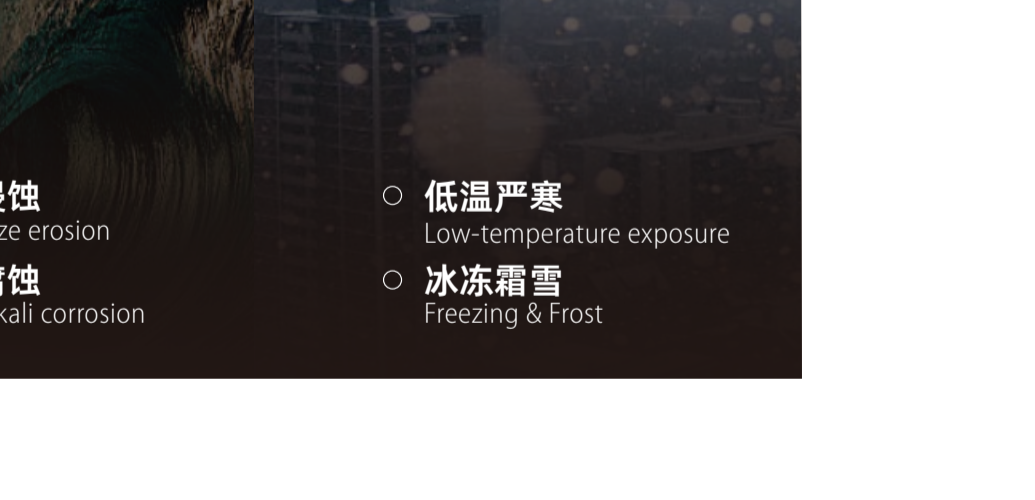 蚀
ze erosion
蚀
kali corrosion
低温严寒
Low-temperature exposure
冰冻霜雪
Freezing & Frost